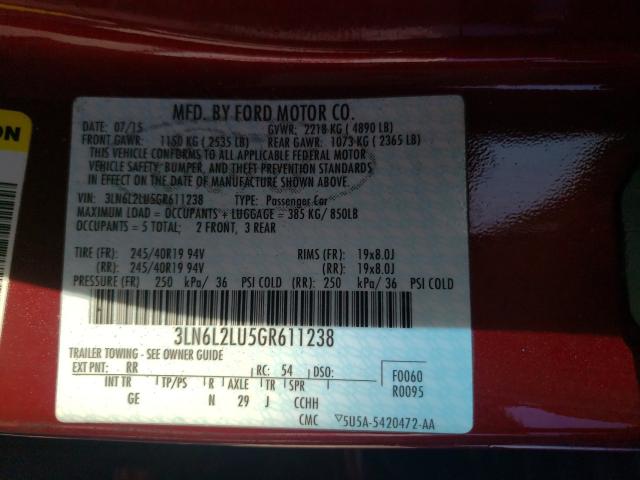 MFD. BY FORD MOTOR CO.
DATE: 07/15 GVWR: 2218 KG ( 4890 LB)
FRONT GAWR: 1150 KG ( 2535 LB) REAR GAWR: 1073 KG ( 2365 LB)
THIS VEHICLE CONFORMS TO ALL APPLICABLE FEDERAL MOTOR
VEHICLE SAFETY, BUMPER, AND THEFT PREVENTION STANDARDS
IN EFFECT ON THE DATE OF MANUFACTURE SHOWN ABOVE.
VIN: 3LN6L2LU5GR611238 TYPE: Passenger Car
MAXIMUM LOAD = OCCUPANTS + LUGGAGE = 385 KG/ 850LB
OCCUPANTS = 5 TOTAL; 2 FRONT, 3 REAR
TIRE (FR): 245/40R19 94V RIMS (FR): 19x8.0J
(RR): 245/40R19 94V (RR): 19x8.0J
PRESSURE (FR) 250 kPa/ 36 PSI COLD (RR): 250 kPa/ 36 PSI COLD
3LN6L2LU5GR611238
TRAILER TOWING - SEE OWNER GUIDE
EXT PNT: RR RC: 54 DSO: F0060
INT TR TP/PS R AXLE TR SPR R0095
GE N 29 J CCHH
CMC ▽5U5A-5420472-AA